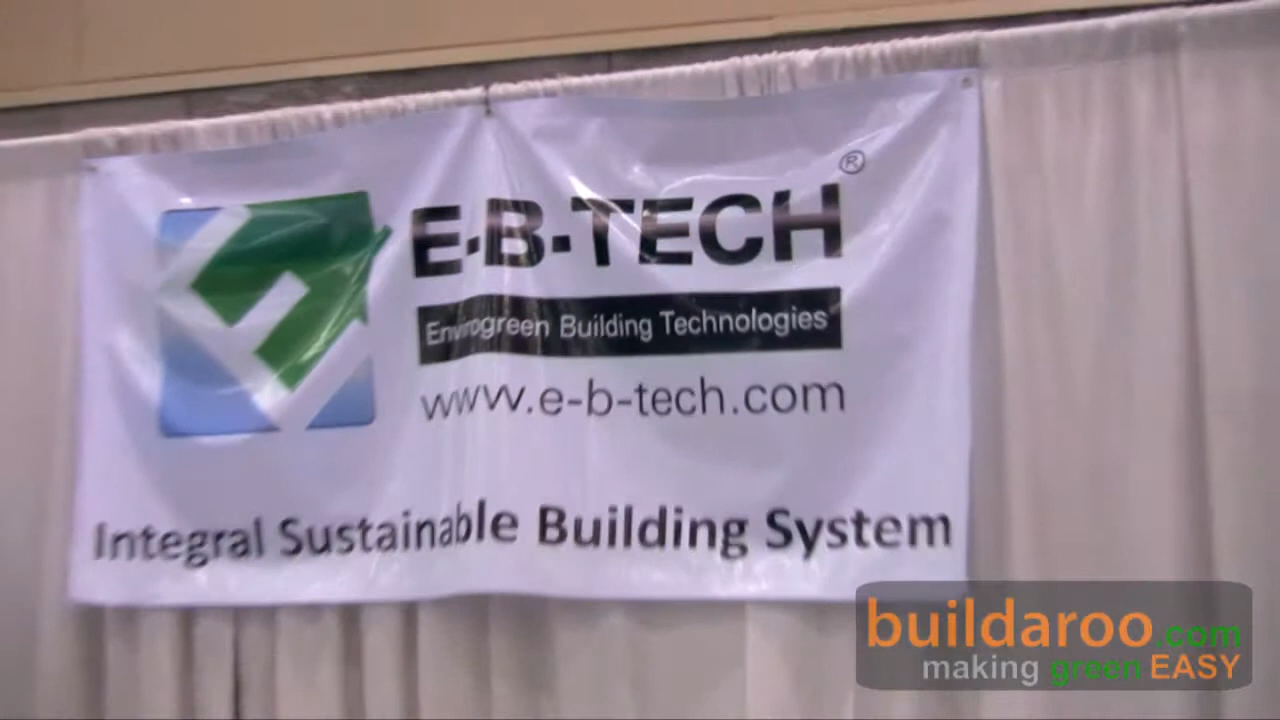 E-B-TECH®
Envirogreen Building Technologies
www.e-b-tech.com
Integral Sustainable Building System
buildaroo.com
making green EASY